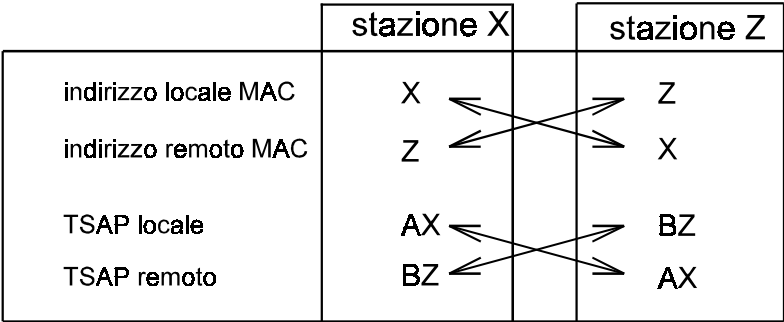 stazione X stazione Z
indirizzo locale MAC X Z
indirizzo remoto MAC Z X
TSAP locale AX BZ
TSAP remoto BZ AX